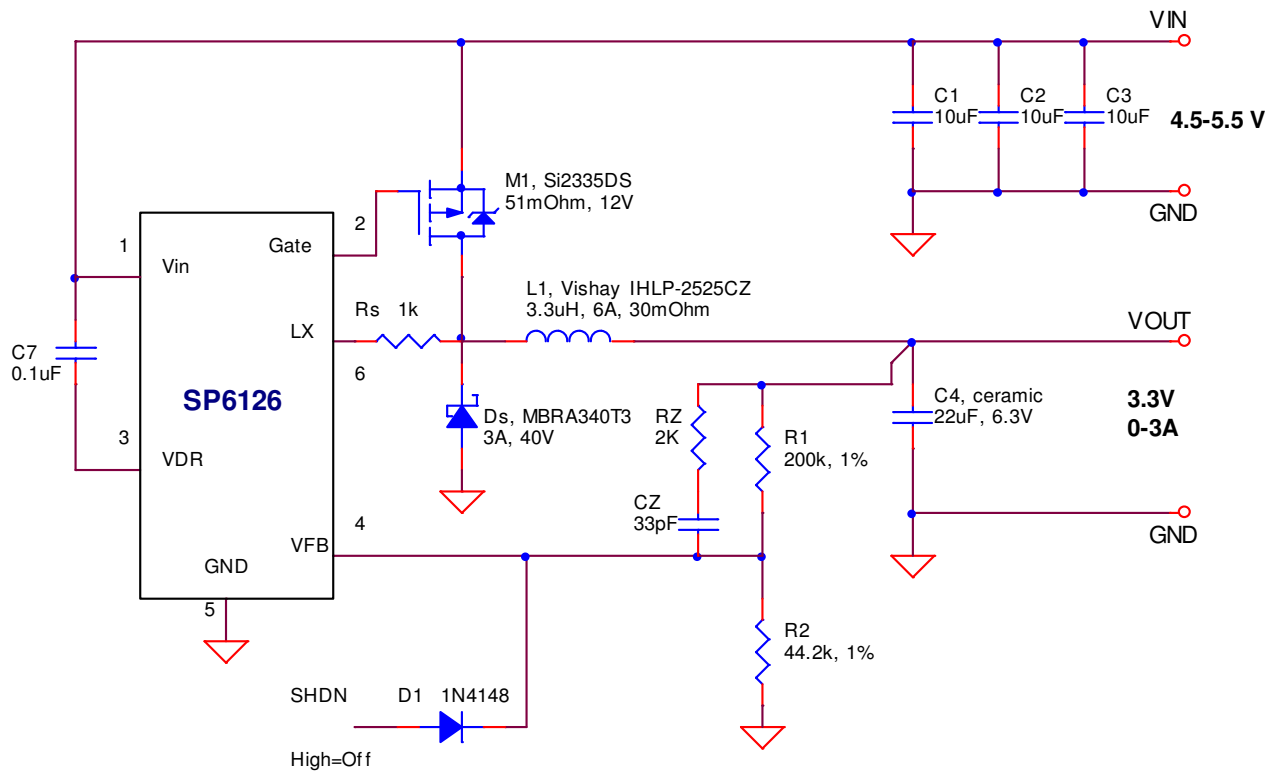 VIN
C1
10uF
C2
10uF
C3
10uF
4.5-5.5 V
GND
M1, Si2335DS
51mOhm, 12V
1
2
Vin
Gate
Rs 1k
LX
6
L1, Vishay IHLP-2525CZ
3.3uH, 6A, 30mOhm
VOUT
C7
0.1uF
SP6126
Ds, MBRA340T3
3A, 40V
RZ
2K
R1
200k, 1%
C4, ceramic
22uF, 6.3V
3.3V
0-3A
3
VDR
CZ
33pF
4
VFB
GND
GND
5
R2
44.2k, 1%
SHDN
D1 1N4148
High=Off